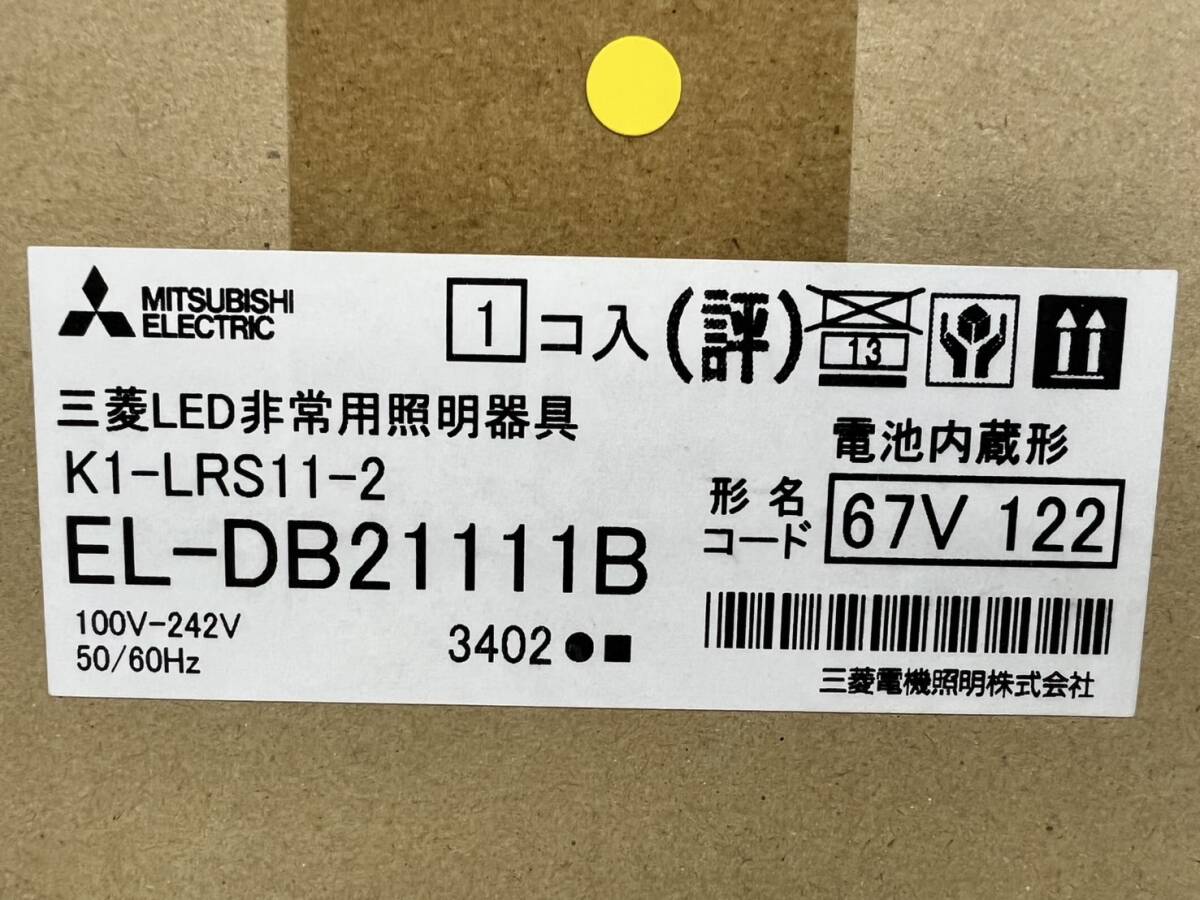 MITSUBISHI
ELECTRIC
1 コ入 (評) 13
三菱LED非常用照明器具
電池内蔵形
K1-LRS11-2
形名
コード
67V 122
EL-DB21111B
100V-242V
50/60Hz
3402●■
三菱電機照明株式会社